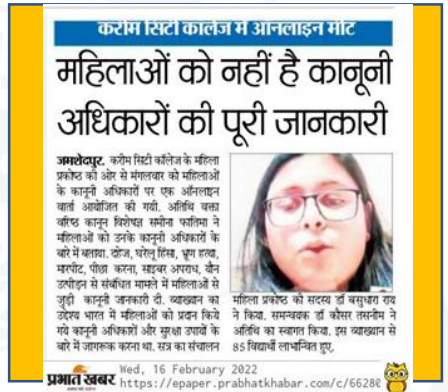 करीम सिटी कॉलेज में ऑनलाइन मीट
महिलाओं को नहीं है कानूनी
अधिकारों की पूरी जानकारी
जमशेदपुर. करीम सिटी कॉलेज के महिला
प्रकोष्ठ की ओर से मंगलवार को महिलाओं
के कानूनी अधिकारों पर एक ऑनलाइन
वार्ता आयोजित की गयी. अतिथि वक्ता
वरिष्ठ कानून विशेषज्ञ समीना फातिमा ने
महिलाओं को उनके कानूनी अधिकारों के
बारे में बताया. दहेज, घरेलू हिंसा, भ्रूण हत्या,
मारपीट, पीछा करना, साइबर अपराध, यौन
उत्पीड़न से संबंधित मामले में महिलाओं से
जुड़ी कानूनी जानकारी दी. व्याख्यान का
उद्देश्य भारत में महिलाओं को प्रदान किये
गये कानूनी अधिकारों और सुरक्षा उपायों के
बारे में जागरूक करना था. सत्र का संचालन
महिला प्रकोष्ठ की सदस्य डॉ बसुधारा राय
ने किया. समन्वयक डॉ कौसर तसनीम ने
अतिथि का स्वागत किया. इस व्याख्यान से
85 विद्यार्थी लाभान्वित हुए.
प्रभात खबर Wed, 16 February 2022
https://epaper.prabhatkhabar.com/c/66280